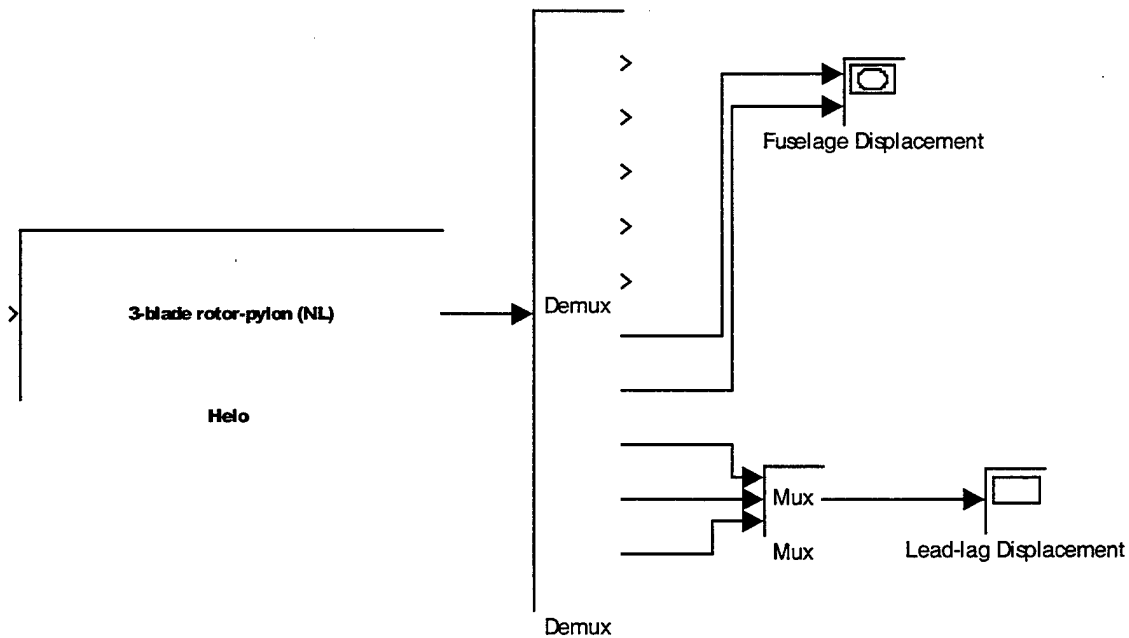 Fuselage Displacement
Demux
3-blade rotor-pylon (NL)
Helo
Mux
Mux
Lead-lag Displacement
Demux